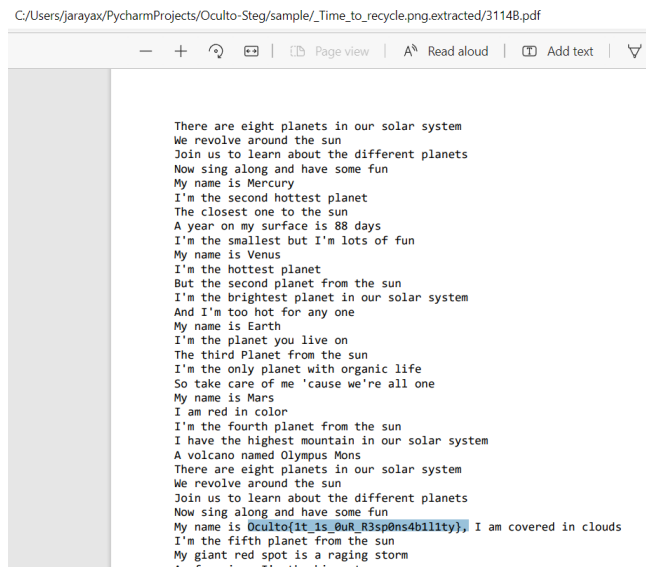 C:/Users/jarayax/PycharmProjects/Oculto-Steg/sample/_Time_to_recycle.png.extracted/3114B.pdf
Page view
Read aloud
Add text
There are eight planets in our solar system
We revolve around the sun
Join us to learn about the different planets
Now sing along and have some fun
My name is Mercury
I'm the second hottest planet
The closest one to the sun
A year on my surface is 88 days
I'm the smallest but I'm lots of fun
My name is Venus
I'm the hottest planet
But the second planet from the sun
I'm the brightest planet in our solar system
And I'm too hot for any one
My name is Earth
I'm the planet you live on
The third Planet from the sun
I'm the only planet with organic life
So take care of me 'cause we're all one
My name is Mars
I am red in color
I'm the fourth planet from the sun
I have the highest mountain in our solar system
A volcano named Olympus Mons
There are eight planets in our solar system
We revolve around the sun
Join us to learn about the different planets
Now sing along and have some fun
My name is Oculto{1t_1s_0uR_R3sp0ns4b1l1ty}, I am covered in clouds
I'm the fifth planet from the sun
My giant red spot is a raging storm